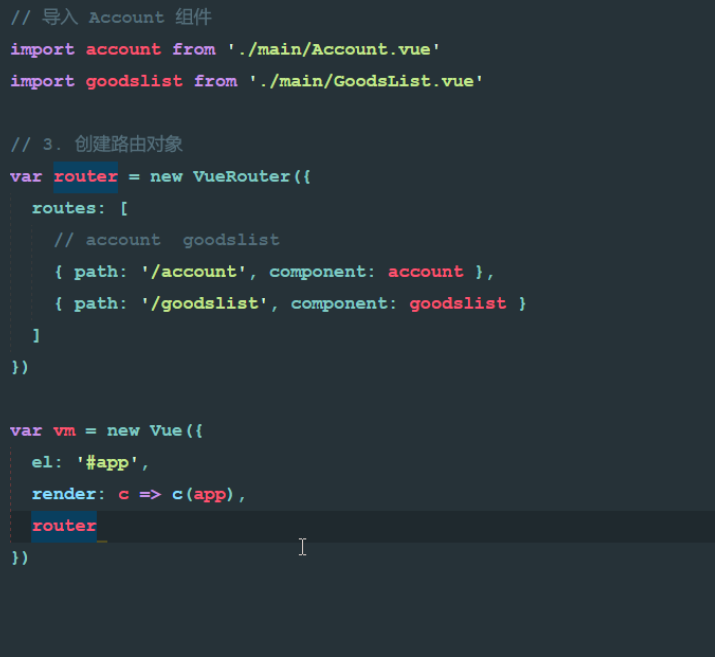 // 导入 Account 组件
import account from './main/Account.vue'
import goodslist from './main/GoodsList.vue'
// 3. 创建路由对象
var router = new VueRouter({
routes: [
// account  goodslist
{ path: '/account', component: account },
{ path: '/goodslist', component: goodslist }
]
})
var vm = new Vue({
el: '#app',
render: c => c(app),
router
})